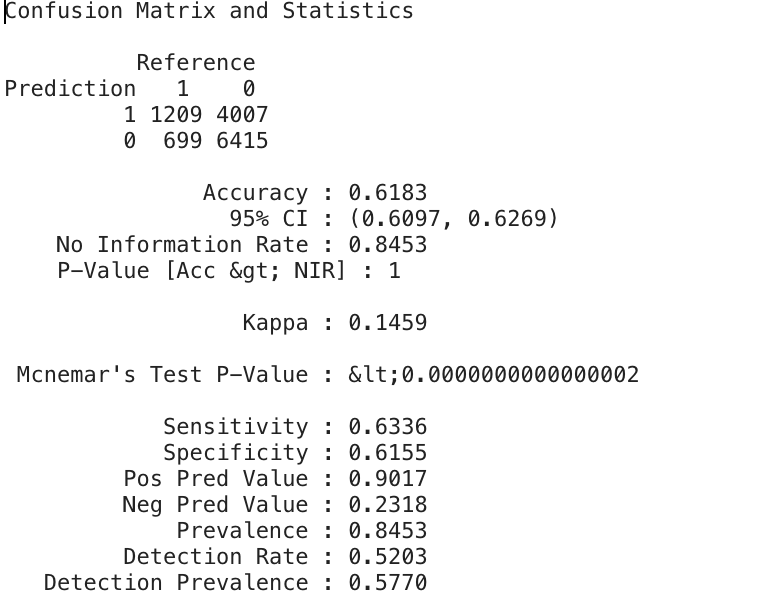 Confusion Matrix and Statistics
Reference
Prediction 1 0
1 1209 4007
0 699 6415
Accuracy : 0.6183
95% CI : (0.6097, 0.6269)
No Information Rate : 0.8453
P-Value [Acc &gt; NIR] : 1
Kappa : 0.1459
Mcnemar's Test P-Value : &lt;0.0000000000000002
Sensitivity : 0.6336
Specificity : 0.6155
Pos Pred Value : 0.9017
Neg Pred Value : 0.2318
Prevalence : 0.8453
Detection Rate : 0.5203
Detection Prevalence : 0.5770